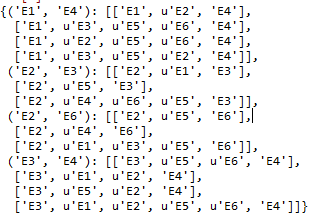 {('E1', 'E4'): [['E1', u'E2', 'E4'],
['E1', u'E3', u'E5', u'E6', 'E4'],
['E1', u'E2', u'E5', u'E6', 'E4'],
['E1', u'E3', u'E5', u'E2', 'E4']],
('E2', 'E3'): [['E2', u'E1', 'E3'],
['E2', u'E5', 'E3'],
['E2', u'E4', u'E6', u'E5', 'E3']],
('E2', 'E6'): [['E2', u'E5', 'E6'],
['E2', u'E4', 'E6'],
['E2', u'E1', u'E3', u'E5', 'E6']],
('E3', 'E4'): [['E3', u'E5', u'E6', 'E4'],
['E3', u'E1', u'E2', 'E4'],
['E3', u'E5', u'E2', 'E4'],
['E3', u'E1', u'E2', u'E5', u'E6', 'E4']]}